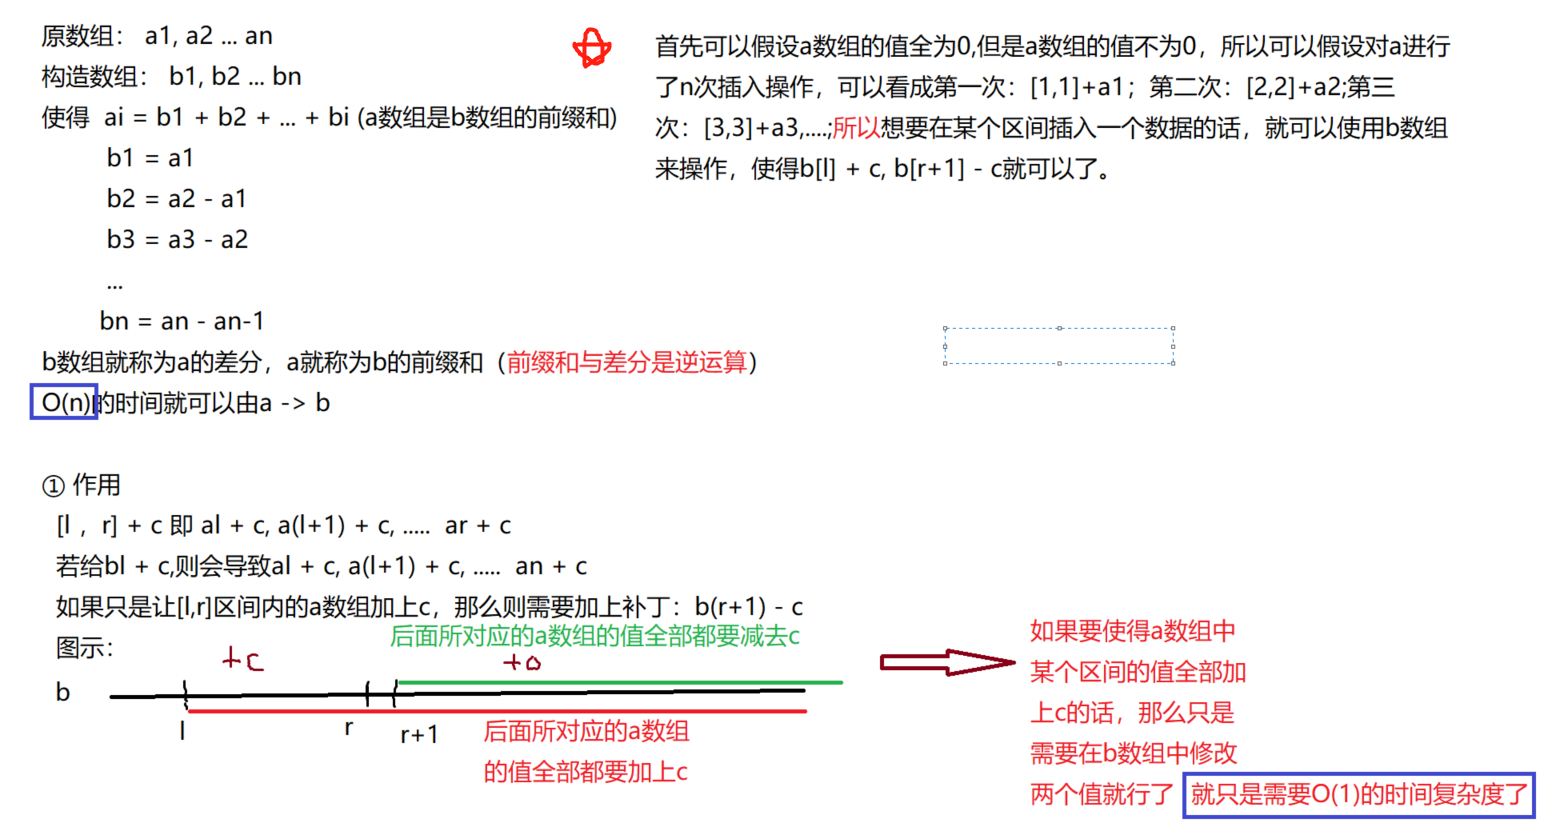 原数组： a1, a2 ... an
构造数组： b1, b2 ... bn
使得 ai = b1 + b2 + ... + bi (a数组是b数组的前缀和)
b1 = a1
b2 = a2 - a1
b3 = a3 - a2
...
bn = an - an-1
b数组就称为a的差分，a就称为b的前缀和（前缀和与差分是逆运算）
O(n)的时间就可以由a -> b
首先可以假设a数组的值全为0,但是a数组的值不为0，所以可以假设对a进行
了n次插入操作，可以看成第一次：[1,1]+a1；第二次：[2,2]+a2;第三
次：[3,3]+a3,....;所以想要在某个区间插入一个数据的话，就可以使用b数组
来操作，使得b[l] + c, b[r+1] - c就可以了。
① 作用
[l ，r] + c 即 al + c, a(l+1) + c, ..... ar + c
若给bl + c,则会导致al + c, a(l+1) + c, ..... an + c
如果只是让[l,r]区间内的a数组加上c，那么则需要加上补丁：b(r+1) - c
后面所对应的a数组的值全部都要减去c
图示：
+c
+0
b
l
r
r+1
后面所对应的a数组
的值全部都要加上c
如果要使得a数组中
某个区间的值全部加
上c的话，那么只是
需要在b数组中修改
两个值就行了 就只是需要O(1)的时间复杂度了